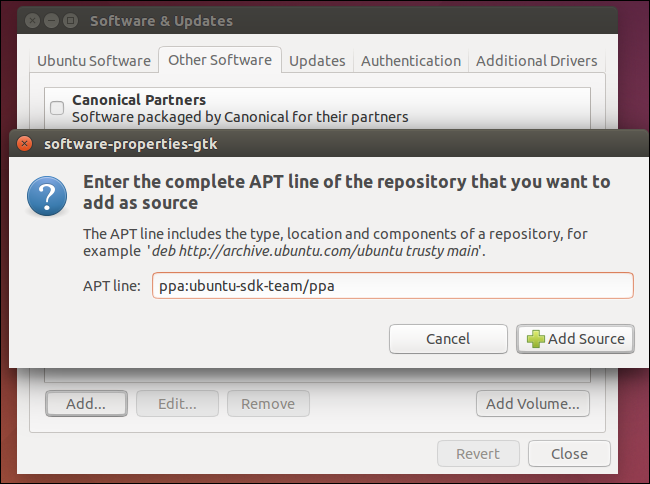 Software & Updates
Ubuntu Software Other Software Updates Authentication Additional Drivers
Canonical Partners
Software packaged by Canonical for their partners
software-properties-gtk
Enter the complete APT line of the repository that you want to
add as source
The APT line includes the type, location and components of a repository, for
example 'deb http://archive.ubuntu.com/ubuntu trusty main'.
APT line: ppa:ubuntu-sdk-team/ppa
Cancel Add Source
Add... Edit... Remove Add Volume...
Revert Close